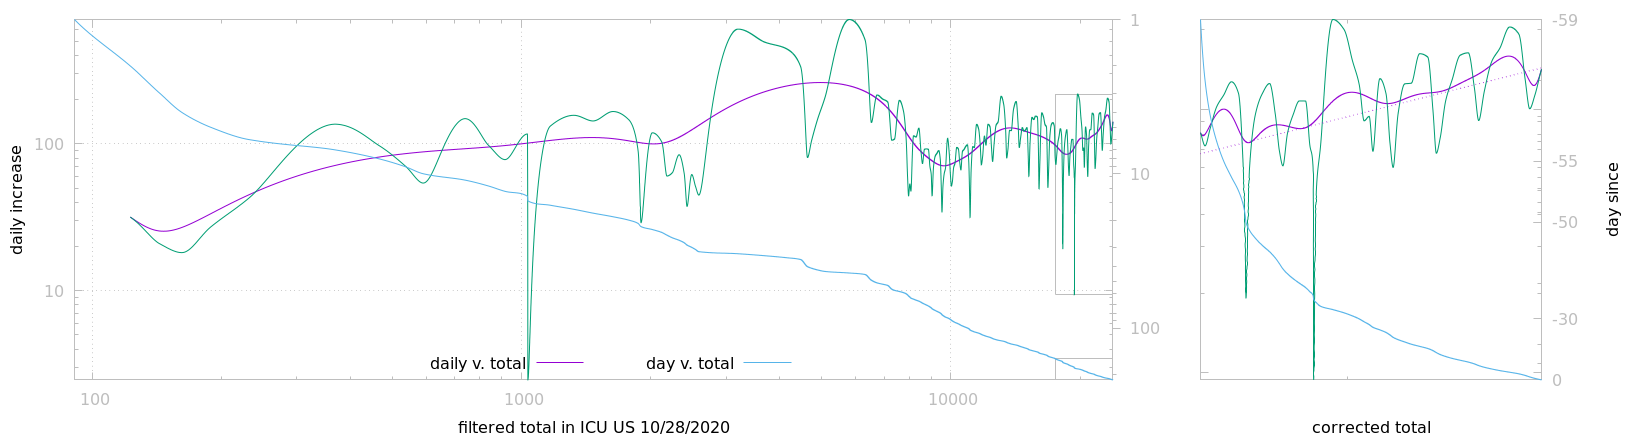 1
-59
100
10
-55
daily increase
day since
-50
10
100
-30
daily v. total
day v. total
0
100
1000
10000
filtered total in ICU US 10/28/2020
corrected total